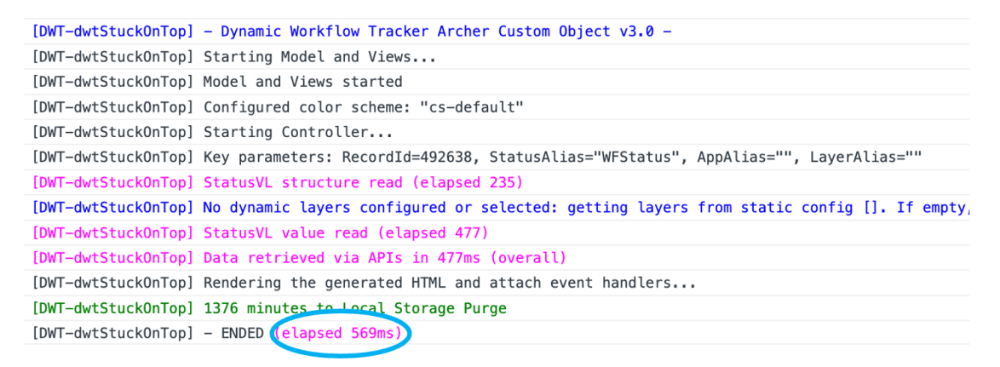 [DWT-dwtStuckOnTop] – Dynamic Workflow Tracker Archer Custom Object v3.0 –
[DWT-dwtStuckOnTop] Starting Model and Views...
[DWT-dwtStuckOnTop] Model and Views started
[DWT-dwtStuckOnTop] Configured color scheme: "cs-default"
[DWT-dwtStuckOnTop] Starting Controller...
[DWT-dwtStuckOnTop] Key parameters: RecordId=492638, StatusAlias="WFStatus", AppAlias="", LayerAlias=""
[DWT-dwtStuckOnTop] StatusVL structure read (elapsed 235)
[DWT-dwtStuckOnTop] No dynamic layers configured or selected: getting layers from static config []. If empty,
[DWT-dwtStuckOnTop] StatusVL value read (elapsed 477)
[DWT-dwtStuckOnTop] Data retrieved via APIs in 477ms (overall)
[DWT-dwtStuckOnTop] Rendering the generated HTML and attach event handlers...
[DWT-dwtStuckOnTop] 1376 minutes to Local Storage Purge
[DWT-dwtStuckOnTop] – ENDED (elapsed 569ms)